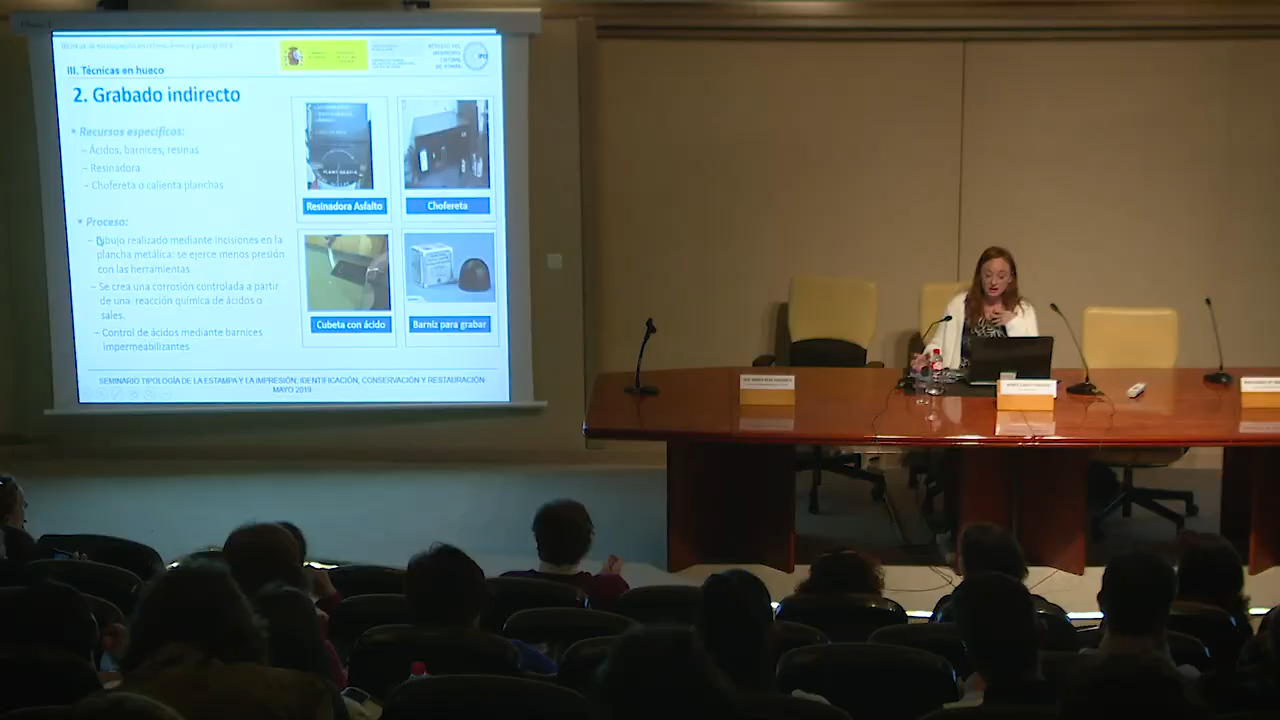 III. Técnicas en hueco
2. Grabado indirecto
• Recursos específicos:
– Ácidos, barnices, resinas
– Resinadora
– Chofereta o calienta planchas
• Proceso:
– Dibujo realizado mediante incisiones en la
plancha metálica: se ejerce menos presión
con las herramientas
– Se crea una corrosión controlada a partir
de una reacción química de ácidos o
sales.
– Control de ácidos mediante barnices
impermeabilizantes
Resinadora Asfalto
Chofereta
Cubeta con ácido
Barniz para grabar
SEMINARIO TIPOLOGÍA DE LA ESTAMPA Y LA IMPRESIÓN: IDENTIFICACIÓN, CONSERVACIÓN Y RESTAURACIÓN
MAYO 2019